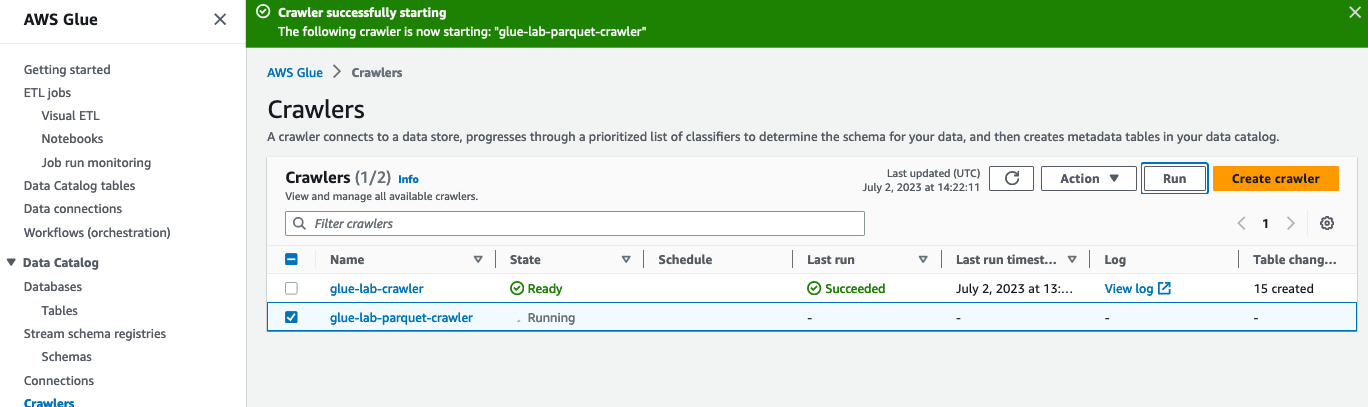 AWS Glue
Getting started
ETL jobs
Visual ETL
Notebooks
Job run monitoring
Data Catalog tables
Data connections
Workflows (orchestration)
Data Catalog
Databases
Tables
Stream schema registries
Schemas
Connections
Crawlers
Crawler successfully starting
The following crawler is now starting: "glue-lab-parquet-crawler"
AWS Glue > Crawlers
Crawlers
A crawler connects to a data store, progresses through a prioritized list of classifiers to determine the schema for your data, and then creates metadata tables in your data catalog.
Crawlers (1/2) Info
View and manage all available crawlers.
Last updated (UTC)
July 2, 2023 at 14:22:11
Action Run Create crawler
Filter crawlers
1
Name State Schedule Last run Last run timest... Log Table chang...
glue-lab-crawler Ready Succeeded July 2, 2023 at 13:... View log 15 created
glue-lab-parquet-crawler Running - - - -